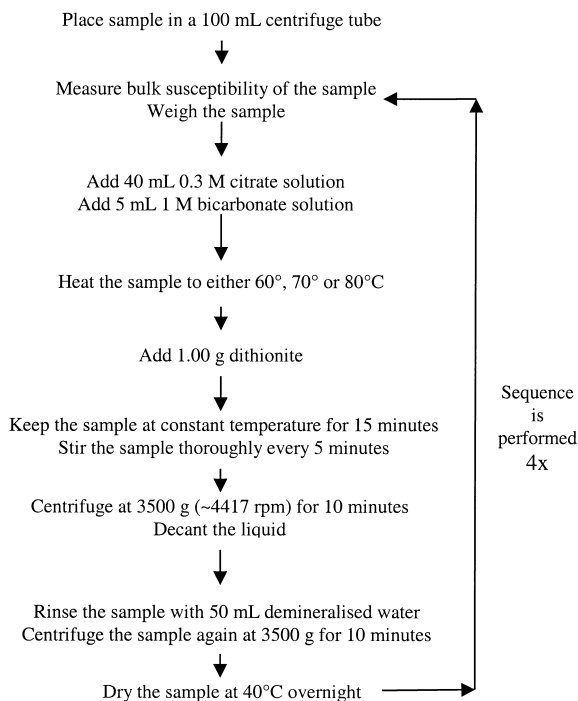 Place sample in a 100 mL centrifuge tube
Measure bulk susceptibility of the sample
Weigh the sample
Add 40 mL 0.3 M citrate solution
Add 5 mL 1 M bicarbonate solution
Heat the sample to either 60°, 70° or 80°C
Add 1.00 g dithionite
Keep the sample at constant temperature for 15 minutes
Stir the sample thoroughly every 5 minutes
Centrifuge at 3500 g (~4417 rpm) for 10 minutes
Decant the liquid
Rinse the sample with 50 mL demineralised water
Centrifuge the sample again at 3500 g for 10 minutes
Dry the sample at 40°C overnight
Sequence
is
performed
4x